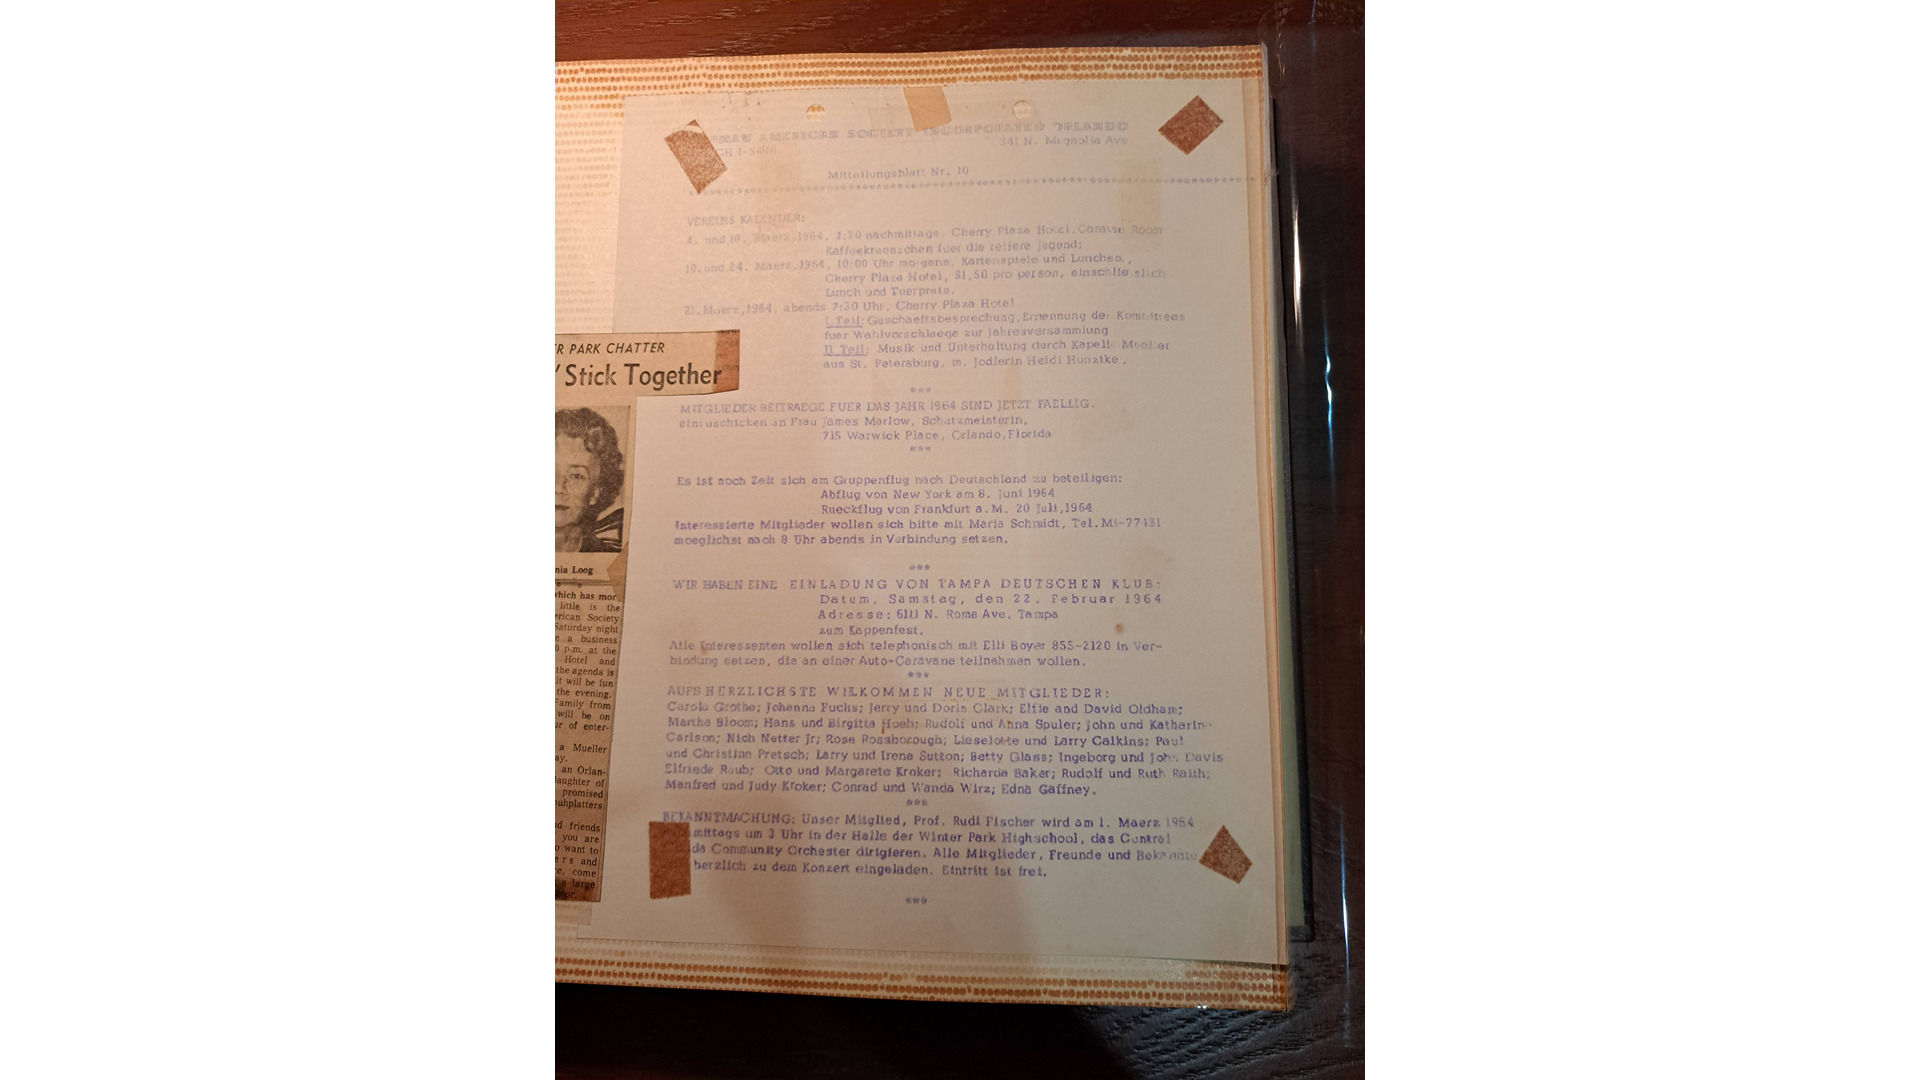 R PARK CHATTER
Stick Together
nia Loog
which has mor
little is the
erican Society
Saturday night
e a business
p.m. at the
Hotel and
the agenda is
it will be fun
the evening.
Family from
will be on
ur of enter-
a Mueller
ay.
an Orlan-
daughter of
promised
uhplatters
d friends
you are
want to
ers and
e, come
a large
AMERICAN SOCIETY INCORPORATED ORLANDO
341 N. Magnolia Ave.
Mitteilungsblatt Nr. 10
VEREINS KALENDER:
4. und 18. Maerz,1964, 2:30 nachmittags, Cherry Plaza Hotel, Caravan Room
Kaffeekraenzchen fuer die reifere Jugend;
10. und 24. Maerz,1964, 10:00 Uhr morgens, Kartenspiele und Luncheo.,
Cherry Plaza Hotel, $1,50 pro person, einschlie slich
Lunch und Tuerpreis.
21. Maerz,1964, abends 7:30 Uhr, Cherry Plaza Hotel
I.Teil: Geschaeftsbesprechung, Ernennung des Kommitrees
fuer Wahlvorschlaege zur Jahresversammlung
II Teil: Musik und Unterhaltung durch Kapelle Mueller
aus St. Petersburg, m. Jodlerin Heidi Hunzike.
***
MITGLIEDER BEITRAEGE FUER DAS JAHR 1964 SIND JETZT FAELLIG.
einzuschicken an Frau James Marlow, Schatzmeisterin,
715 Warwick Place, Orlando,Florida
***
Es ist noch Zeit sich am Gruppenflug nach Deutschland zu beteiligen:
Abflug von New York am 8. Juni 1964
Rueckflug von Frankfurt a.M. 20 Juli,1964
Interessierte Mitglieder wollen sich bitte mit Maria Schmidt, Tel.Mi-77431
moeglichst nach 8 Uhr abends in Verbindung setzen.
***
WIR HABEN EINE EINLADUNG VON TAMPA DEUTSCHEN KLUB:
Datum, Samstag, den 22. Februar 1964
Adresse: 6111 N. Rome Ave. Tampa
zum Kappenfest.
Alle Interessenten wollen sich telephonisch mit Elli Boyer 855-2120 in Ver-
bindung setzen, die an einer Auto-Caravane teilnehmen wollen.
***
AUFS HERZLICHSTE WILKOMMEN NEUE MITGLIEDER:
Carola Grothe; Johanna Fuchs; Jerry und Doris Clark; Elfie and David Oldham;
Martha Bloom; Hans und Birgitta Hoeh; Rudolf und Anna Spuler; John und Katharin
Carlson; Nich Netter Jr; Rose Rossborough; Lieselotte und Larry Calkins; Paul
und Christine Pretsch; Larry und Irene Sutton; Betty Glass; Ingeborg und John Davis
Elfriede Raub; Otto und Margarete Kroker; Richarda Baker; Rudolf und Ruth Raith;
Manfred und Judy Kroker; Conrad und Wanda Wirz; Edna Gaffney.
***
BEKANNTMACHUNG: Unser Mitglied, Prof. Rudi Fischer wird am 1. Maerz 1964
mittags um 3 Uhr in der Halle der Winter Park Highschool, das Central
da Community Orchester dirigieren. Alle Mitglieder, Freunde und Bekannte
herzlich zu dem Konzert eingeladen. Eintritt ist frei.
***